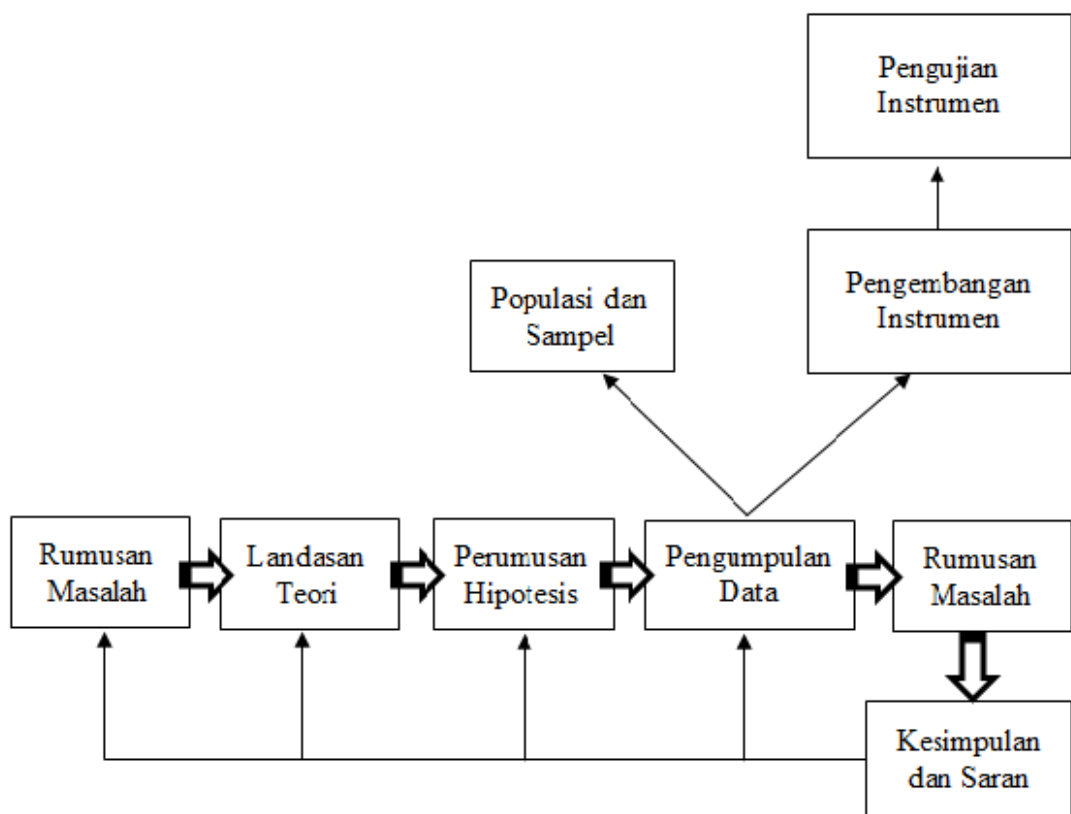 Pengujian
Instrumen
Populasi dan
Sampel
Pengembangan
Instrumen
Rumusan
Masalah
Landasan
Teori
Perumusan
Hipotesis
Pengumpulan
Data
Rumusan
Masalah
Kesimpulan
dan Saran